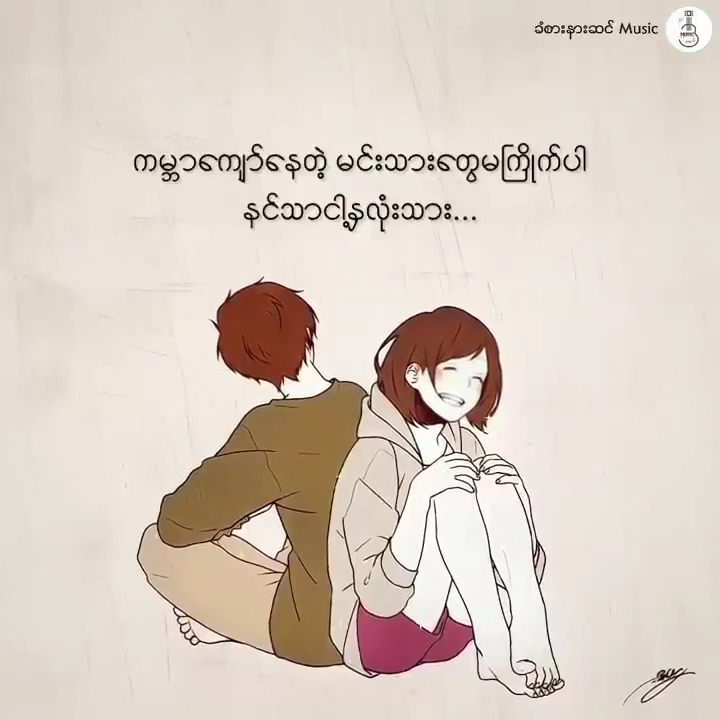 ခံစားနားဆင် Music
MUSIC
ကမ္ဘာကျော်နေတဲ့ မင်းသားတွေမကြိုက်ပါ
နင်သာငါ့နှလုံးသား...